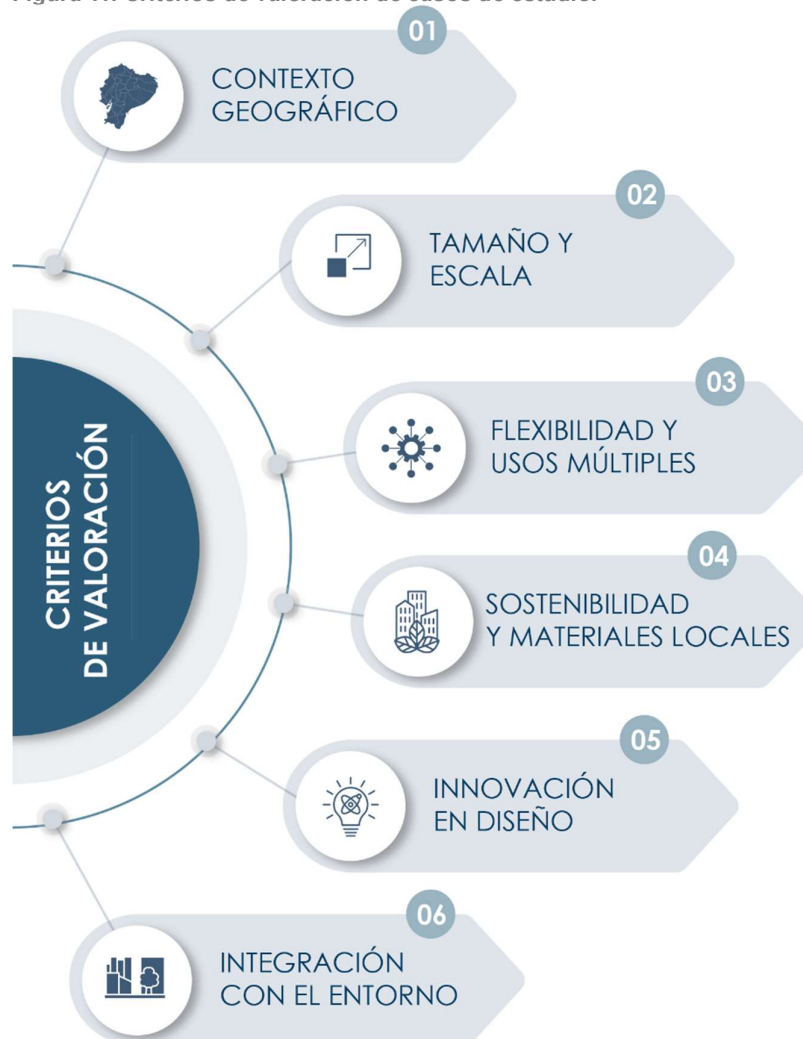 01
CONTEXTO
GEOGRÁFICO
02
TAMAÑO Y
ESCALA
03
FLEXIBILIDAD Y
USOS MÚLTIPLES
04
SOSTENIBILIDAD
Y MATERIALES LOCALES
05
INNOVACIÓN
EN DISEÑO
06
INTEGRACIÓN
CON EL ENTORNO
CRITERIOS
DE VALORACIÓN